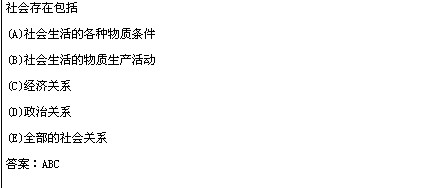 社会存在包括
(A)社会生活的各种物质条件
(B)社会生活的物质生产活动
(C)经济关系
(D)政治关系
(E)全部的社会关系
答案：ABC